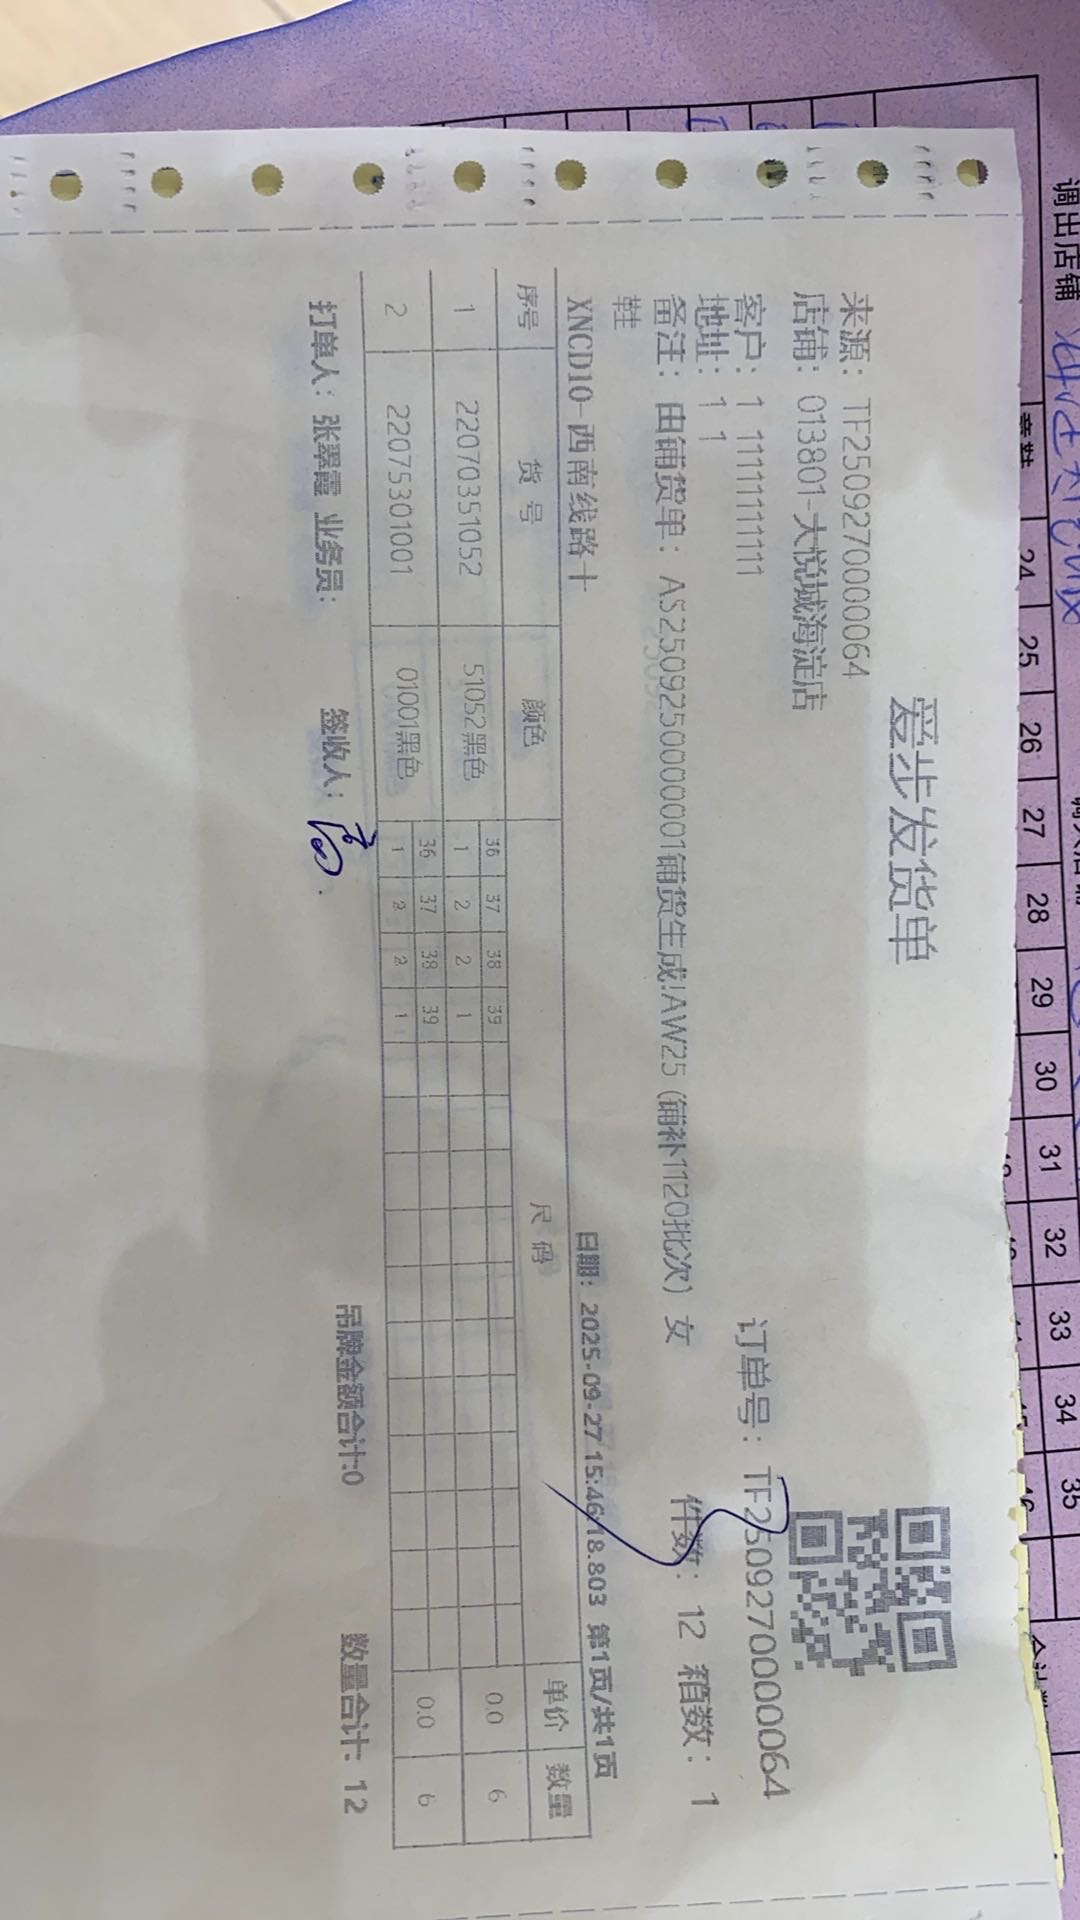 爱步发货单
来源：TF2509270000064
店铺：013801-大悦城海淀店
客户：1 1111111111
订单号：TF2509270000064
地址：1 1
备注：由铺货单：AS2509250000001铺货生成!AW25（铺补1120批次）女
鞋
件数：12 箱数：1
XNCD10-西南线路十
日期：2025-09-27 15:46:18.803 第1页/共1页
序号 货号 颜色 尺码 单价 数量
36 37 38 39
1 22070351052 51052黑色 1 2 2 1 0.0 6
36 37 38 39
2 22075301001 01001黑色 1 2 2 1 0.0 6
打单人：张翠霞 业务员： 签收人： 吊牌金额合计:0 数量合计：12
调出店铺
童鞋 24 25 26 27 28 29 30 31 32 33 34 35